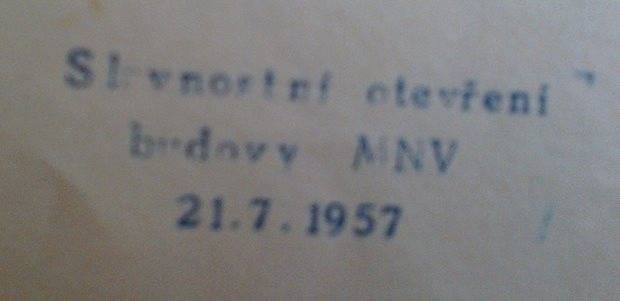 Slavnostní otevření
budovy MNV
21.7.1957